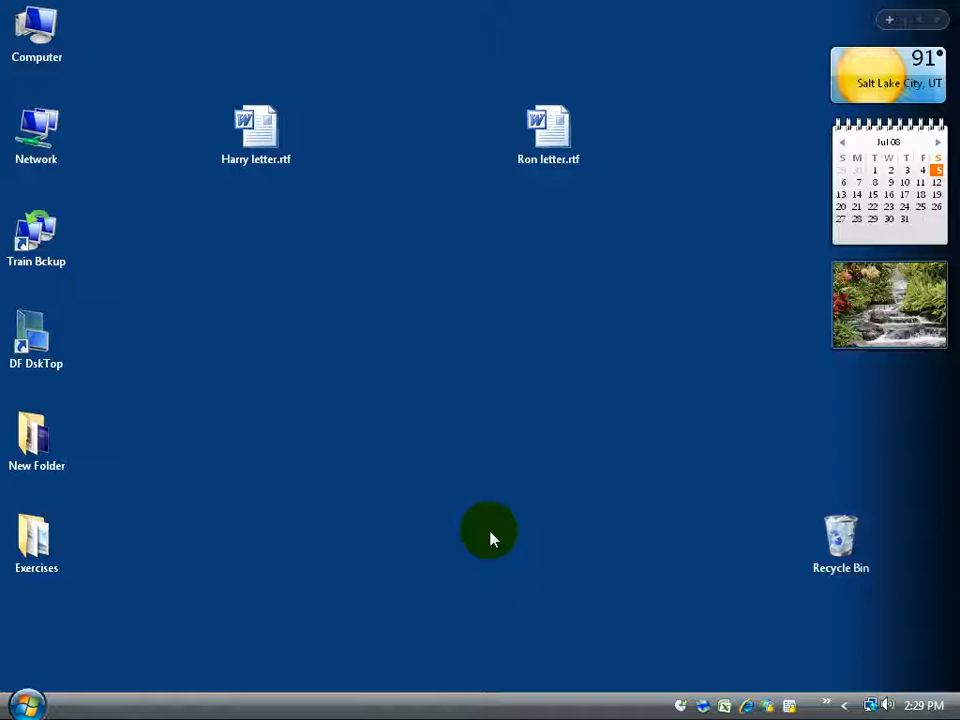 Computer
Network
Train Bckup
DF DskTop
New Folder
Exercises
Harry letter.rtf
Ron letter.rtf
91°
Salt Lake City, UT
Jul 08
S M T W T F S
29 30 1 2 3 4 5
6 7 8 9 10 11 12
13 14 15 16 17 18 19
20 21 22 23 24 25 26
27 28 29 30 31
Recycle Bin
2:29 PM